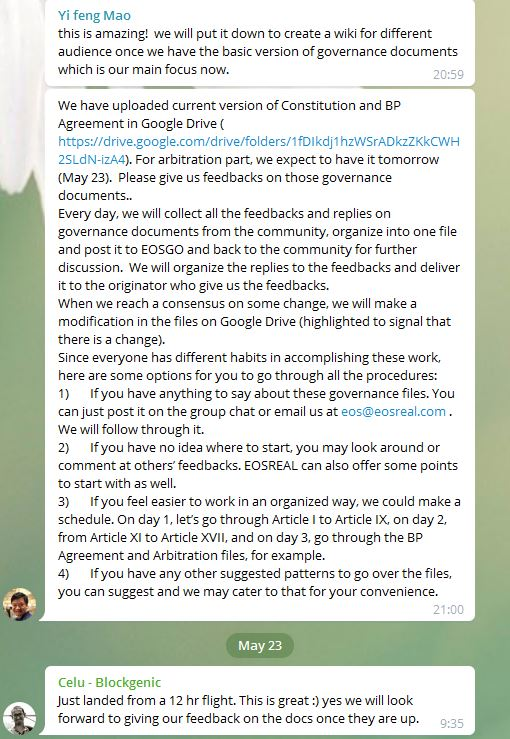 Yi feng Mao
this is amazing!  we will put it down to create a wiki for different
audience once we have the basic version of governance documents
which is our main focus now.
20:59
We have uploaded current version of Constitution and BP
Agreement in Google Drive (
https://drive.google.com/drive/folders/1fDIkdj1hzWSrADkzZKkCWH
2SLdN-izA4). For arbitration part, we expect to have it tomorrow
(May 23).  Please give us feedbacks on those governance
documents..
Every day, we will collect all the feedbacks and replies on
governance documents from the community, organize into one file
and post it to EOSGO and back to the community for further
discussion.  We will organize the replies to the feedbacks and deliver
it to the originator who give us the feedbacks.
When we reach a consensus on some change, we will make a
modification in the files on Google Drive (highlighted to signal that
there is a change).
Since everyone has different habits in accomplishing these work,
here are some options for you to go through all the procedures:
1)      If you have anything to say about these governance files. You
can just post it on the group chat or email us at eos@eosreal.com .
We will follow through it.
2)      If you have no idea where to start, you may look around or
comment at others' feedbacks. EOSREAL can also offer some points
to start with as well.
3)      If you feel easier to work in an organized way, we could make a
schedule. On day 1, let's go through Article I to Article IX, on day 2,
from Article XI to Article XVII, and on day 3, go through the BP
Agreement and Arbitration files, for example.
4)      If you have any other suggested patterns to go over the files,
you can suggest and we may cater to that for your convenience.
21:00
May 23
Celu - Blockgenic
Just landed from a 12 hr flight. This is great :) yes we will look
forward to giving our feedback on the docs once they are up.
9:35